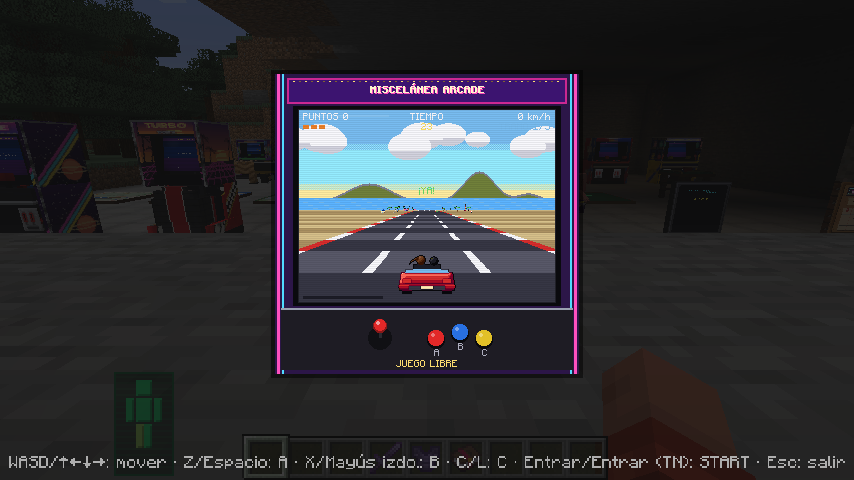 MISCELÁNEA ARCADE
PUNTOS 0 TIEMPO 0 km/h
¡YA!
TURBO
A B C
JUEGO LIBRE
WASD/↑←↓→: mover · Z/Espacio: A · X/Mayús izdo.: B · C/L: C · Entrar/Entrar (TN): START · Esc: salir